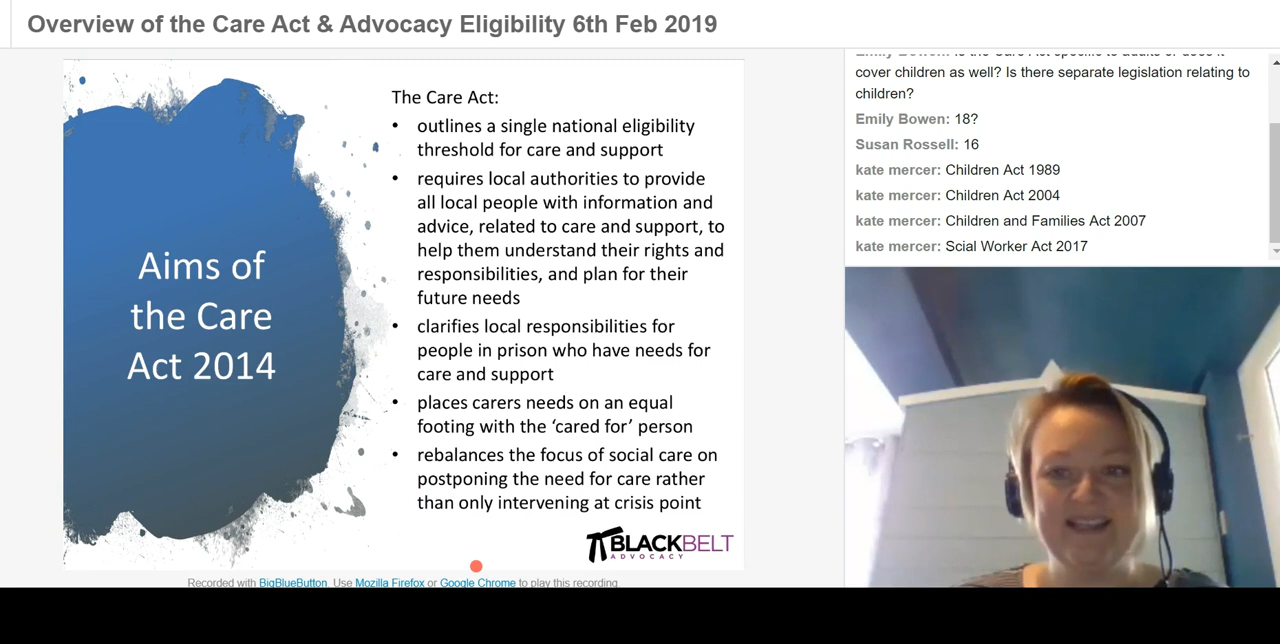 Overview of the Care Act & Advocacy Eligibility 6th Feb 2019
Aims of
the Care
Act 2014
The Care Act:
• outlines a single national eligibility
threshold for care and support
• requires local authorities to provide
all local people with information and
advice, related to care and support, to
help them understand their rights and
responsibilities, and plan for their
future needs
• clarifies local responsibilities for
people in prison who have needs for
care and support
• places carers needs on an equal
footing with the ‘cared for’ person
• rebalances the focus of social care on
postponing the need for care rather
than only intervening at crisis point
BLACKBELT
ADVOCACY
Recorded with BigBlueButton. Use Mozilla Firefox or Google Chrome to play this recording.
Emily Bowen: Is the Care Act specific to adults or does it
cover children as well? Is there separate legislation relating to
children?
Emily Bowen: 18?
Susan Rossell: 16
kate mercer: Children Act 1989
kate mercer: Children Act 2004
kate mercer: Children and Families Act 2007
kate mercer: Scial Worker Act 2017